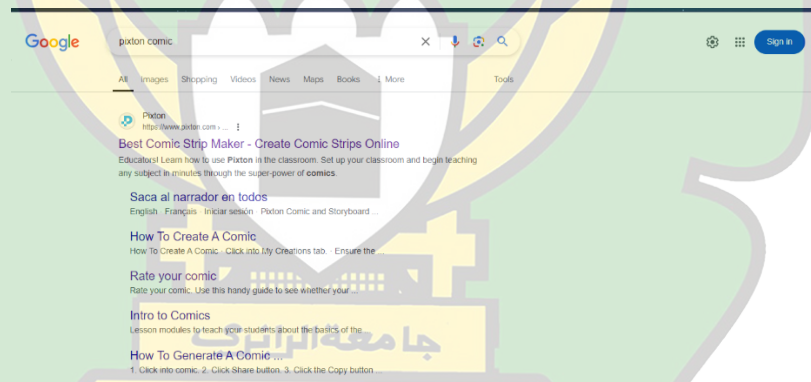 Google
pixton comic
Sign in
All Images Shopping Videos News Maps Books More Tools
Pixton
https://www.pixton.com › ...
Best Comic Strip Maker - Create Comic Strips Online
Educators! Learn how to use Pixton in the classroom. Set up your classroom and begin teaching
any subject in minutes through the super-power of comics.
Saca al narrador en todos
English · Français · Iniciar sesión · Pixton Comic and Storyboard ...
How To Create A Comic
How To Create A Comic · Click into My Creations tab. · Ensure the ...
Rate your comic
Rate your comic. Use this handy guide to see whether your ...
Intro to Comics
Lesson modules to teach your students about the basics of the ...
جامعة الرانري
How To Generate A Comic ...
1. Click into comic. 2. Click Share button. 3. Click the Copy button ...